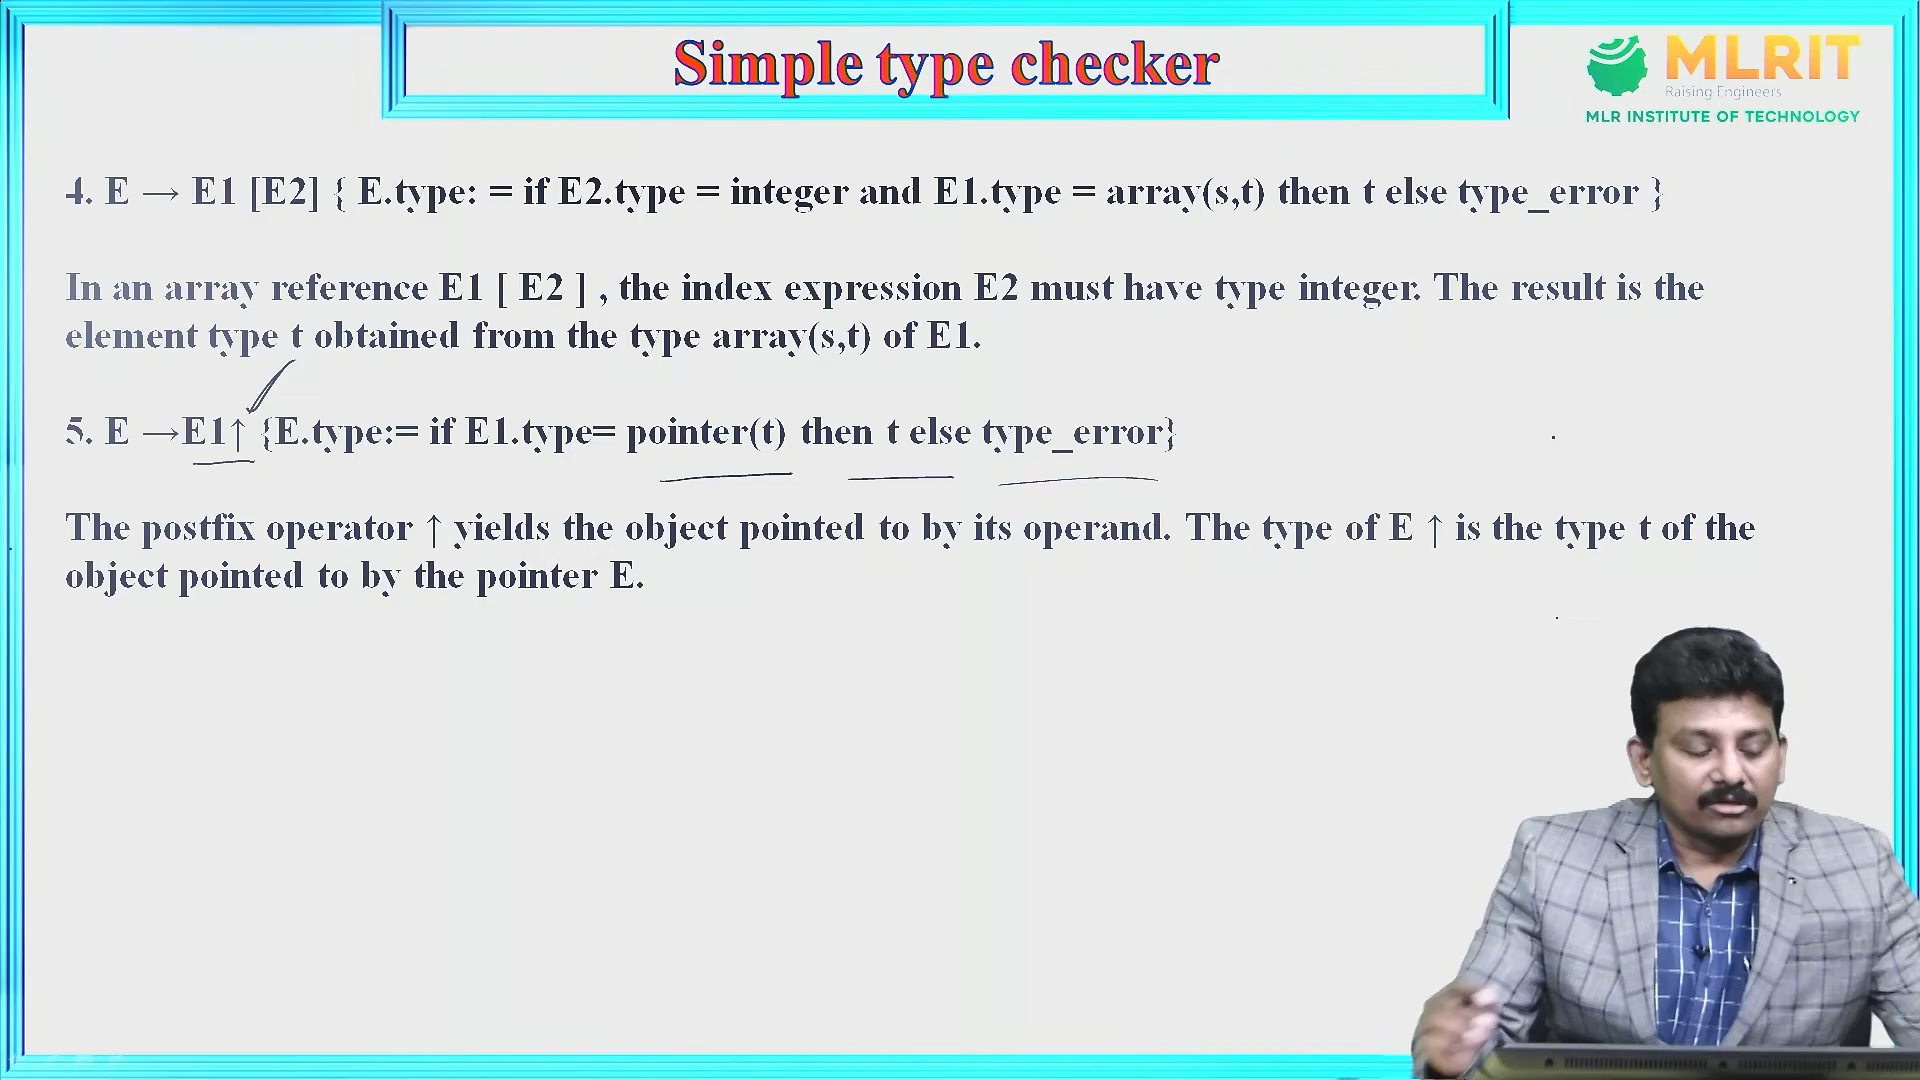 Simple type checker
MLRIT
Raising Engineers
MLR INSTITUTE OF TECHNOLOGY
4. E → E1 [E2] { E.type: = if E2.type = integer and E1.type = array(s,t) then t else type_error }
In an array reference E1 [ E2 ] , the index expression E2 must have type integer. The result is the
element type t obtained from the type array(s,t) of E1.
5. E →E1↑ {E.type:= if E1.type= pointer(t) then t else type_error}
The postfix operator ↑ yields the object pointed to by its operand. The type of E ↑ is the type t of the
object pointed to by the pointer E.